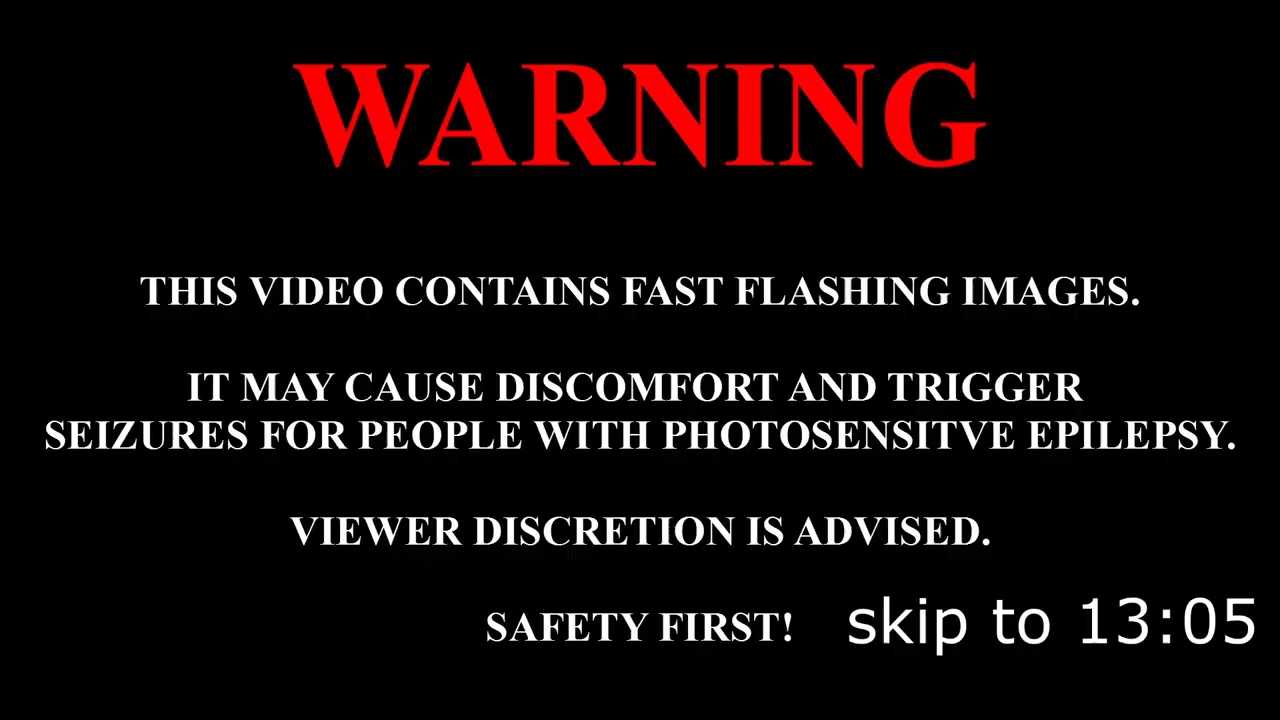 WARNING
THIS VIDEO CONTAINS FAST FLASHING IMAGES.
IT MAY CAUSE DISCOMFORT AND TRIGGER
SEIZURES FOR PEOPLE WITH PHOTOSENSITVE EPILEPSY.
VIEWER DISCRETION IS ADVISED.
SAFETY FIRST! skip to 13:05